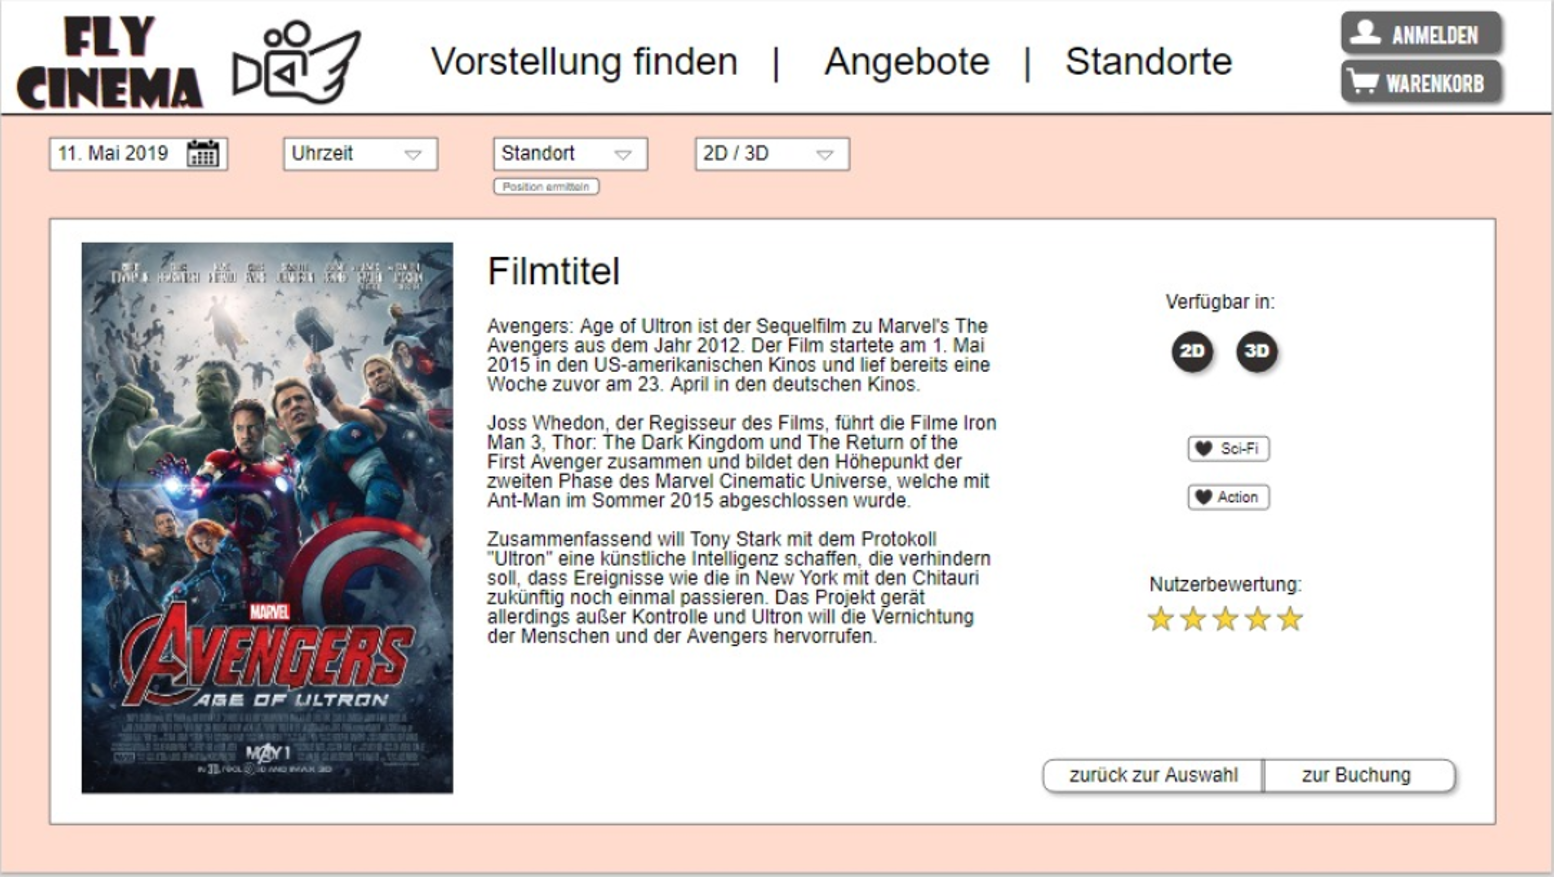 FLY
CINEMA
Vorstellung finden | Angebote | Standorte
ANMELDEN
WARENKORB
11. Mai 2019
Uhrzeit
Standort
2D / 3D
Position ermitteln
Filmtitel
Avengers: Age of Ultron ist der Sequelfilm zu Marvel's The
Avengers aus dem Jahr 2012. Der Film startete am 1. Mai
2015 in den US-amerikanischen Kinos und lief bereits eine
Woche zuvor am 23. April in den deutschen Kinos.
Joss Whedon, der Regisseur des Films, führt die Filme Iron
Man 3, Thor: The Dark Kingdom und The Return of the
First Avenger zusammen und bildet den Höhepunkt der
zweiten Phase des Marvel Cinematic Universe, welche mit
Ant-Man im Sommer 2015 abgeschlossen wurde.
Zusammenfassend will Tony Stark mit dem Protokoll
"Ultron" eine künstliche Intelligenz schaffen, die verhindern
soll, dass Ereignisse wie die in New York mit den Chitauri
zukünftig noch einmal passieren. Das Projekt gerät
allerdings außer Kontrolle und Ultron will die Vernichtung
der Menschen und der Avengers hervorrufen.
MARVEL
AVENGERS
AGE OF ULTRON
MAY 1
Verfügbar in:
2D 3D
Sci-Fi
Action
Nutzerbewertung:
zurück zur Auswahl
zur Buchung